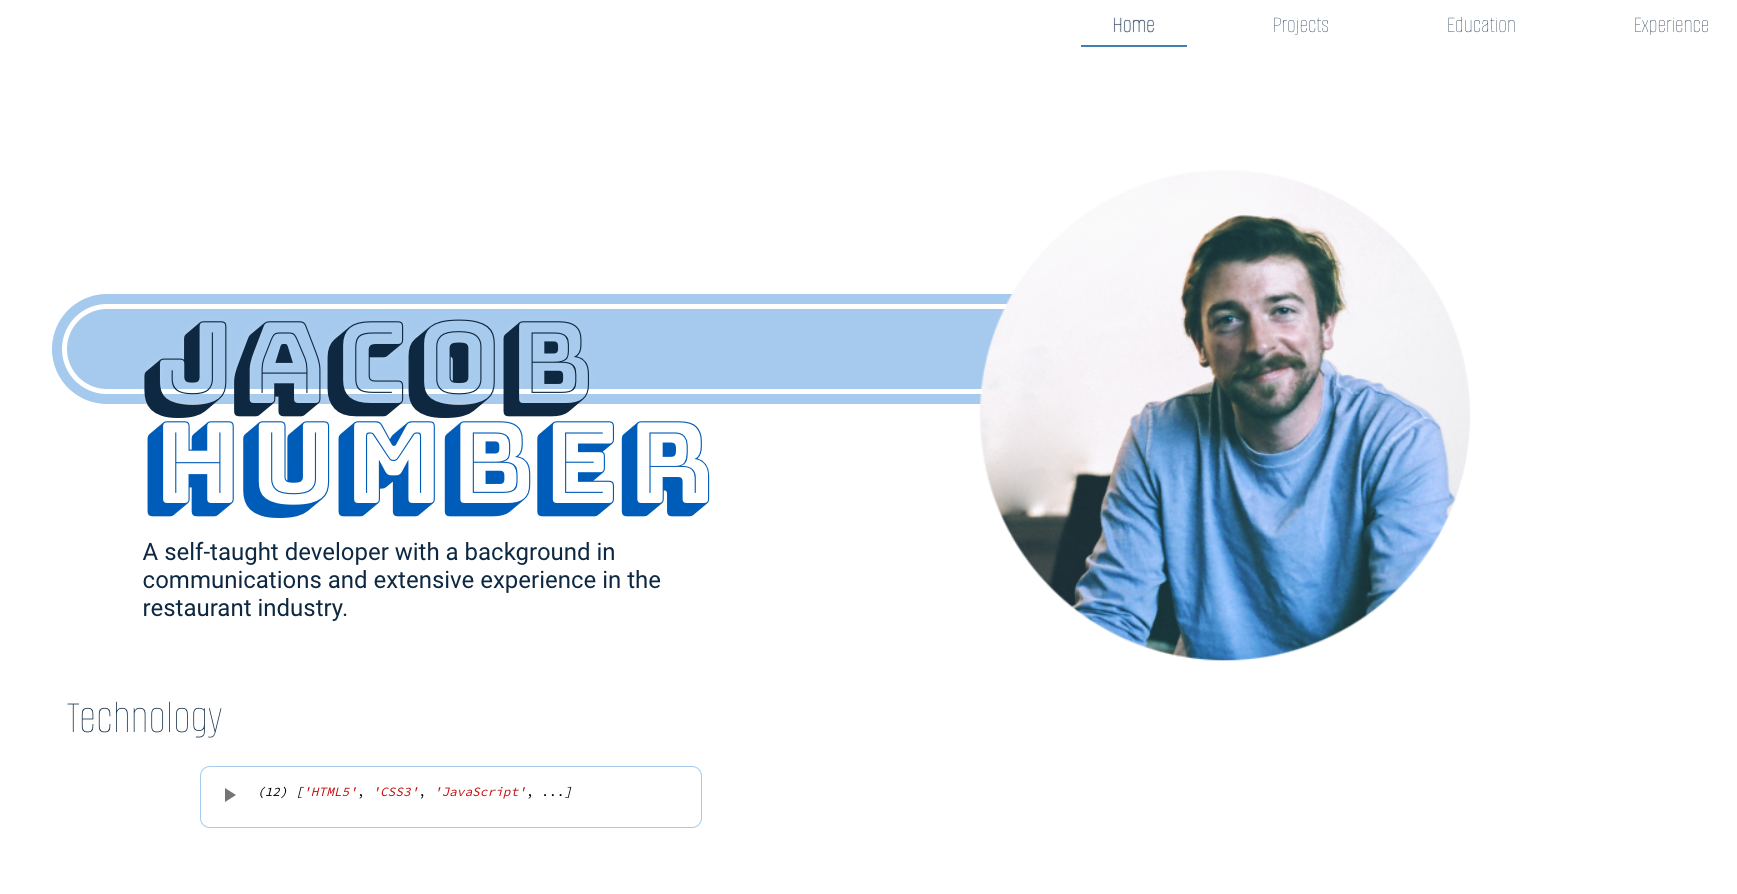 Home Projects Education Experience
JACOB
HUMBER
A self-taught developer with a background in
communications and extensive experience in the
restaurant industry.
Technology
(12) ['HTML5', 'CSS3', 'JavaScript', ...]